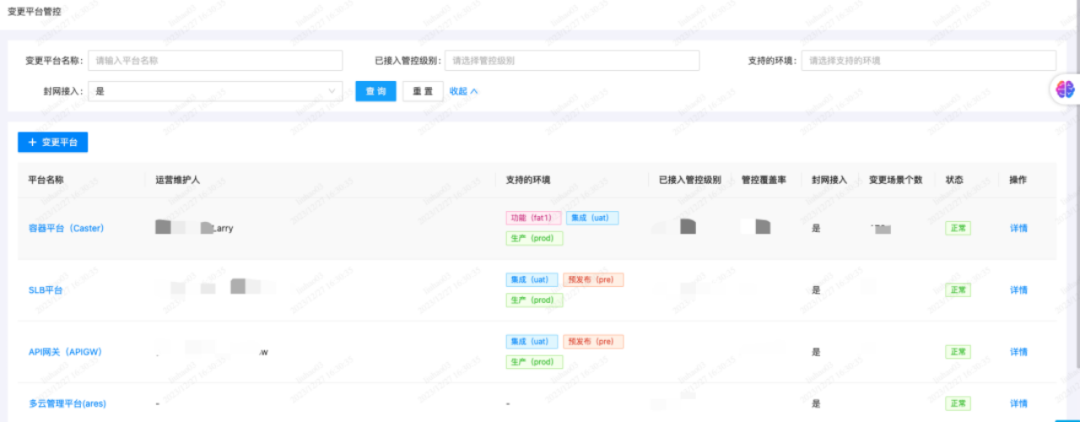 变更平台管控
变更平台名称: 请输入平台名称 已接入管控级别: 请选择管控级别 支持的环境: 请选择支持的环境
封网接入: 是 查 询 重 置 收起
+ 变更平台
平台名称 运营维护人 支持的环境 已接入管控级别 管控覆盖率 封网接入 变更场景个数 状态 操作
功能（fat1） 集成（uat）
容器平台（Caster） Larry 是 正常 详情
生产（prod）
集成（uat） 预发布（pre）
SLB平台 是 正常 详情
生产（prod）
集成（uat） 预发布（pre）
API网关（APIGW） 是 正常 详情
生产（prod）
多云管理平台(ares) - - 是 正常 详情